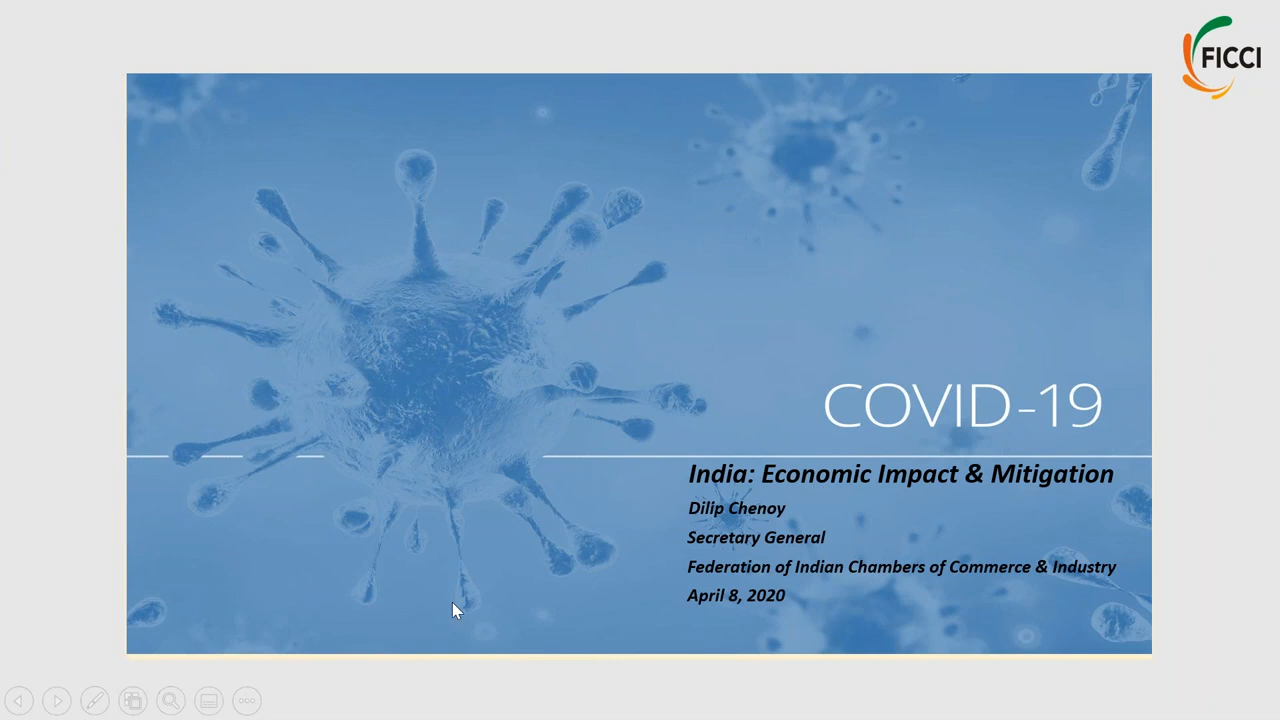 FICCI
COVID-19
India: Economic Impact & Mitigation
Dilip Chenoy
Secretary General
Federation of Indian Chambers of Commerce & Industry
April 8, 2020